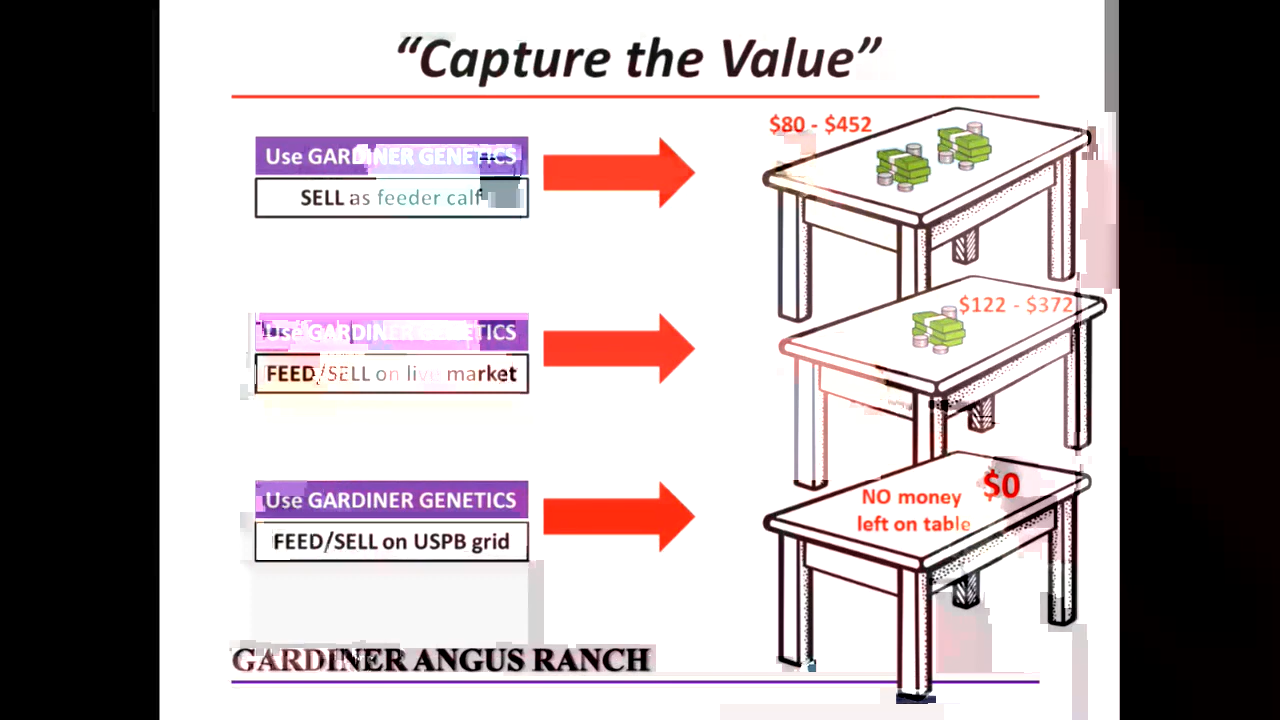 “Capture the Value”
Use GARDINER GENETICS
SELL as feeder calf
$80 - $452
Use GARDINER GENETICS
FEED/SELL on live market
$122 - $372
Use GARDINER GENETICS
FEED/SELL on USPB grid
NO money
left on table
$0
GARDINER ANGUS RANCH